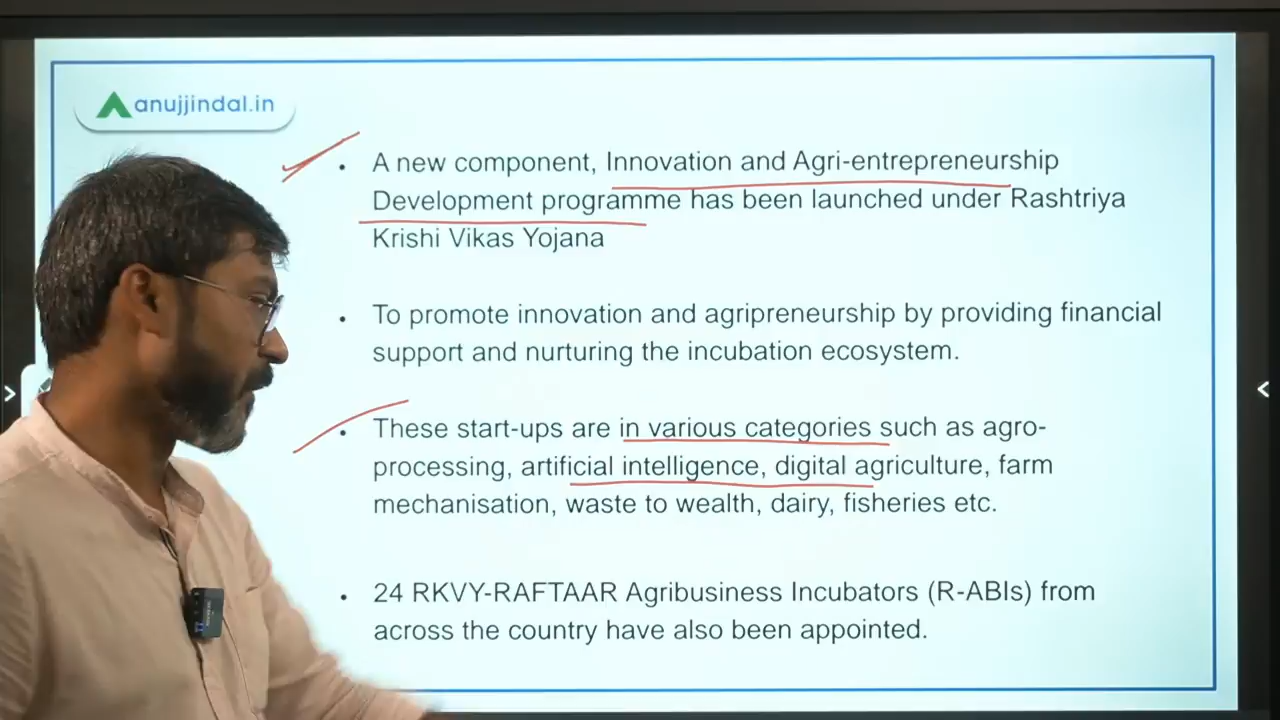 anujjindal.in
A new component, Innovation and Agri-entrepreneurship
Development programme has been launched under Rashtriya
Krishi Vikas Yojana
To promote innovation and agripreneurship by providing financial
support and nurturing the incubation ecosystem.
These start-ups are in various categories such as agro-
processing, artificial intelligence, digital agriculture, farm
mechanisation, waste to wealth, dairy, fisheries etc.
24 RKVY-RAFTAAR Agribusiness Incubators (R-ABIs) from
across the country have also been appointed.